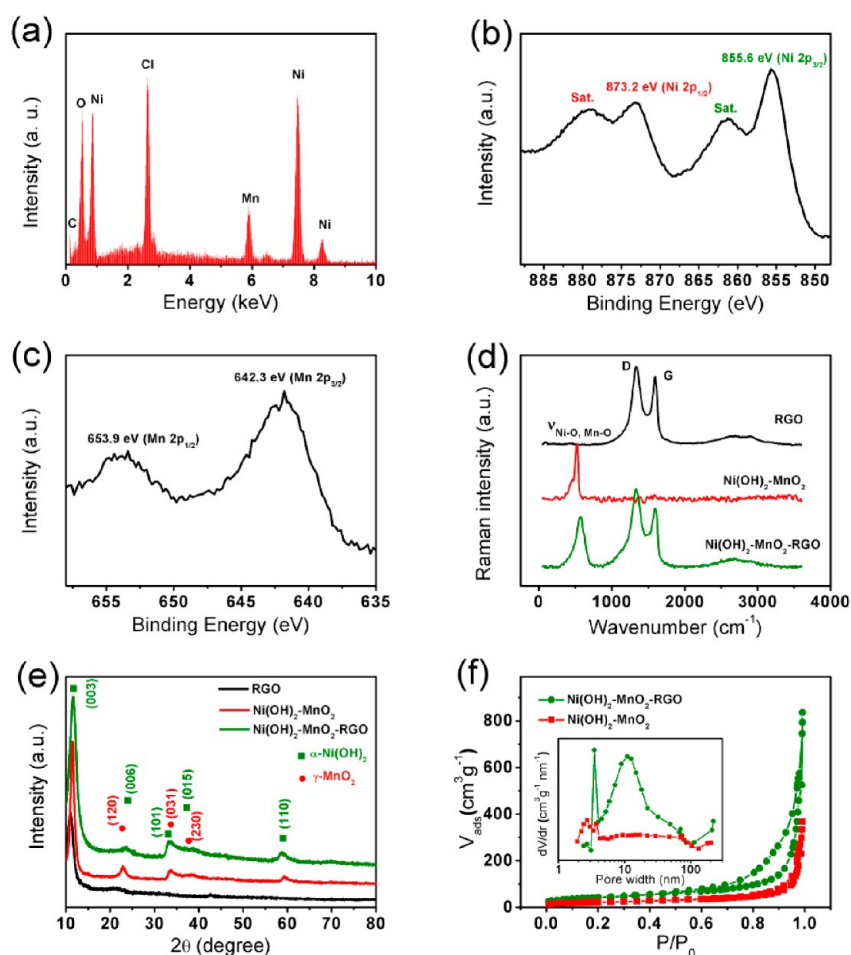 (a)
Intensity (a. u.)
C
O
Ni
Cl
Mn
Ni
Ni
0 2 4 6 8 10
Energy (keV)
(b)
Intensity (a.u.)
855.6 eV (Ni 2p3/2)
873.2 eV (Ni 2p1/2)
Sat.
Sat.
885 880 875 870 865 860 855 850
Binding Energy (eV)
(c)
Intensity (a.u.)
642.3 eV (Mn 2p3/2)
653.9 eV (Mn 2p1/2)
655 650 645 640 635
Binding Energy (eV)
(d)
Raman intensity (a.u.)
D
G
RGO
νNi-O, Mn-O
Ni(OH)2-MnO2
Ni(OH)2-MnO2-RGO
0 1000 2000 3000 4000
Wavenumber (cm-1)
(e)
Intensity (a.u.)
(003)
RGO
Ni(OH)2-MnO2
Ni(OH)2-MnO2-RGO
α-Ni(OH)2
γ-MnO2
(120)
(006)
(101)
(031)
(015)
(230)
(110)
10 20 30 40 50 60 70 80
2θ (degree)
(f)
Vads(cm3g-1)
Ni(OH)2-MnO2-RGO
Ni(OH)2-MnO2
800
700
600
500
400
300
200
100
0
dV/dr (cm3g-1 nm-1)
1 10 100
Pore width (nm)
0.0 0.2 0.4 0.6 0.8 1.0
P/P0